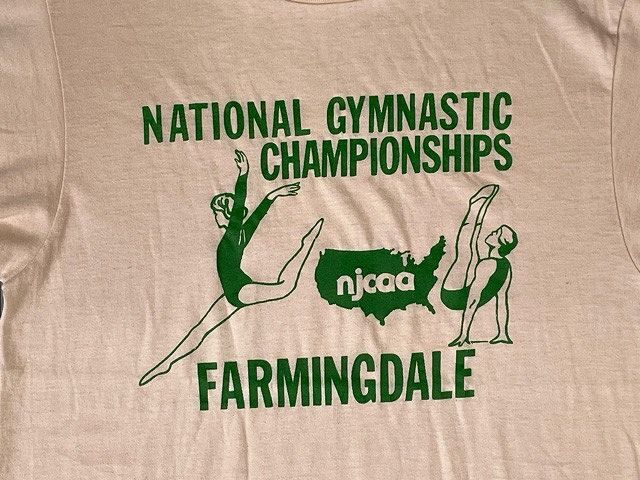 NATIONAL GYMNASTIC
CHAMPIONSHIPS
njcaa
FARMINGDALE